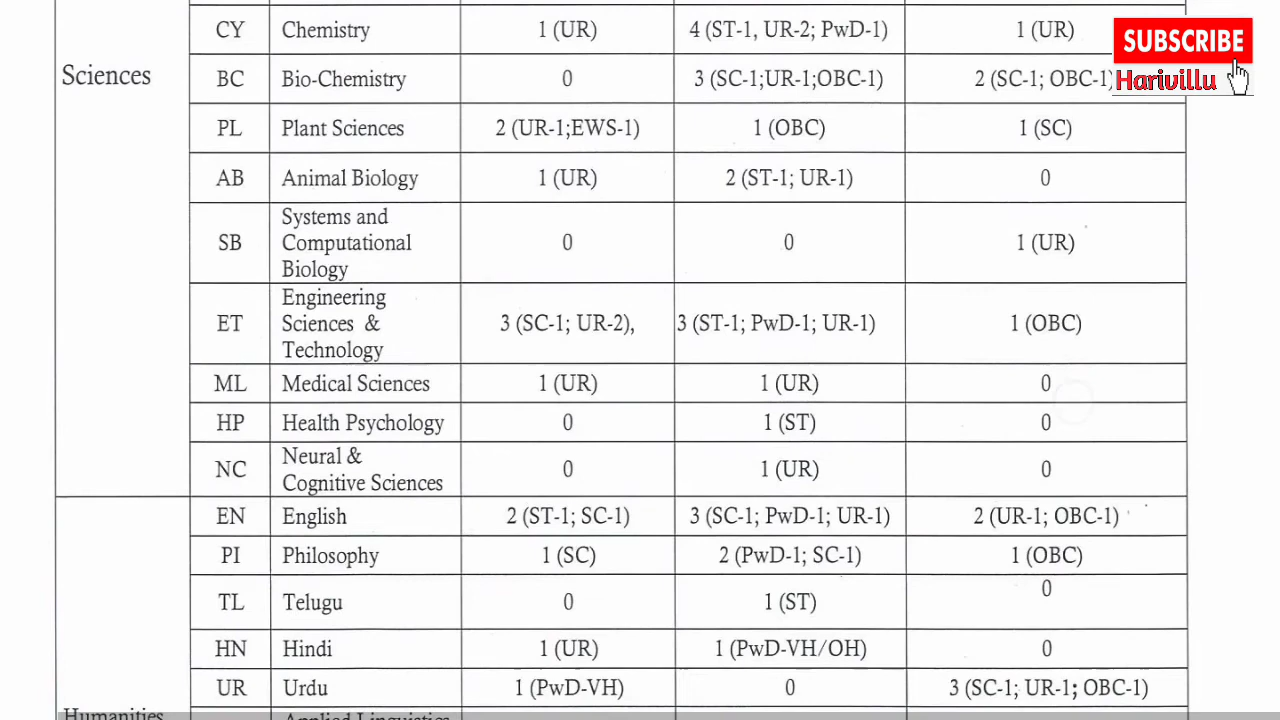 CY Chemistry 1 (UR) 4 (ST-1, UR-2; PwD-1) 1 (UR)
SUBSCRIBE
Harivillu
Sciences BC Bio-Chemistry 0 3 (SC-1;UR-1;OBC-1) 2 (SC-1; OBC-1)
PL Plant Sciences 2 (UR-1;EWS-1) 1 (OBC) 1 (SC)
AB Animal Biology 1 (UR) 2 (ST-1; UR-1) 0
Systems and
SB Computational 0 0 1 (UR)
Biology
Engineering
ET Sciences & 3 (SC-1; UR-2), 3 (ST-1; PwD-1; UR-1) 1 (OBC)
Technology
ML Medical Sciences 1 (UR) 1 (UR) 0
HP Health Psychology 0 1 (ST) 0
Neural &
NC 0 1 (UR) 0
Cognitive Sciences
EN English 2 (ST-1; SC-1) 3 (SC-1; PwD-1; UR-1) 2 (UR-1; OBC-1)
PI Philosophy 1 (SC) 2 (PwD-1; SC-1) 1 (OBC)
TL Telugu 0 1 (ST) 0
HN Hindi 1 (UR) 1 (PwD-VH/OH) 0
UR Urdu 1 (PwD-VH) 0 3 (SC-1; UR-1; OBC-1)
Humanities Applied Linguistics